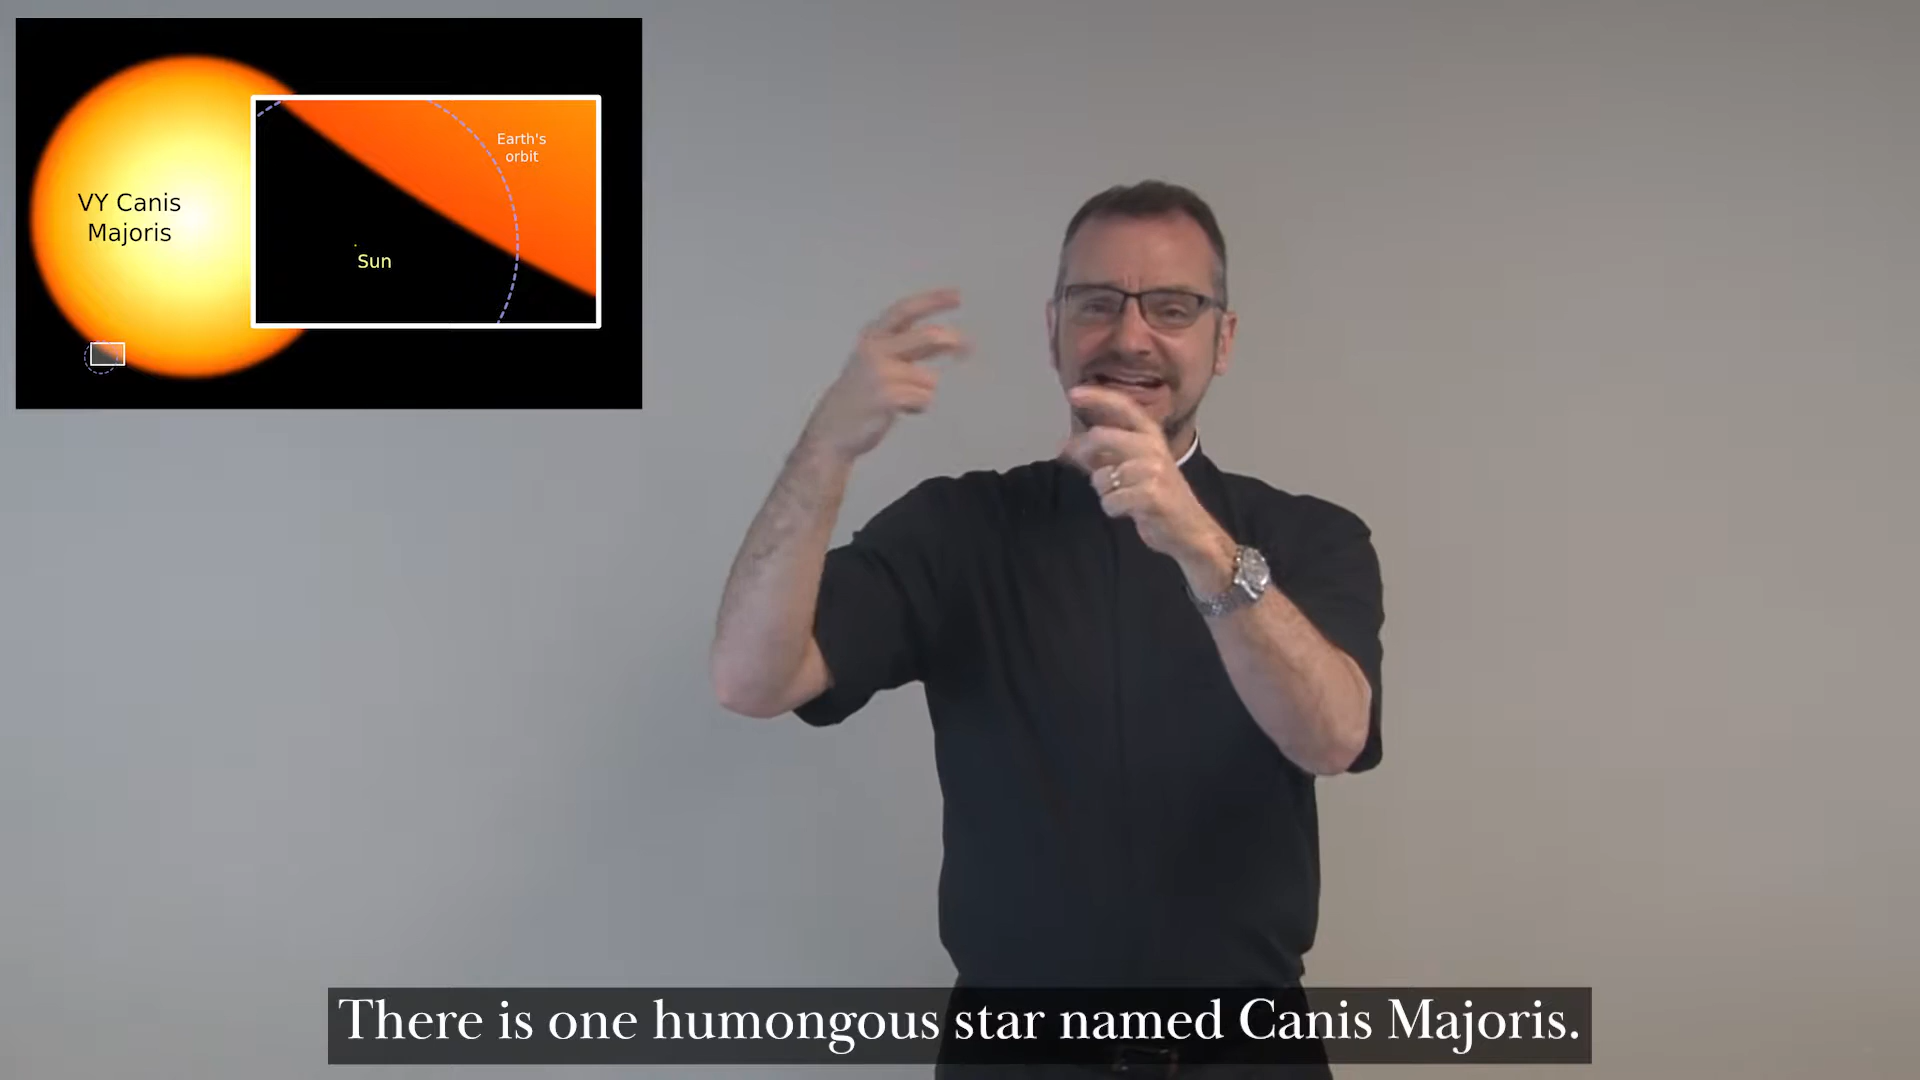 VY Canis
Majoris
Earth's
orbit
Sun
There is one humongous star named Canis Majoris.